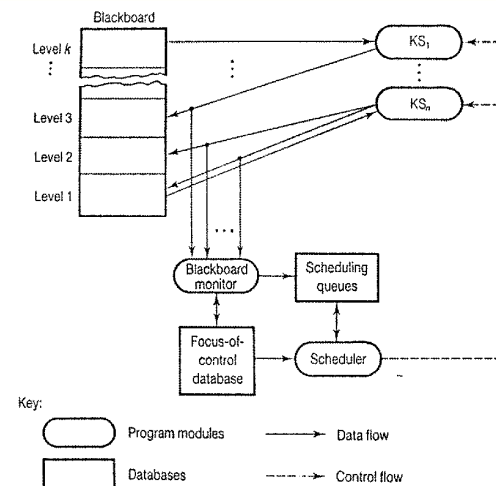 Blackboard
Level k
Level 3
Level 2
Level 1
KS1
KSn
Blackboard
monitor
Scheduling
queues
Focus-of-
control
database
Scheduler
Key:
Program modules
Data flow
Databases
Control flow